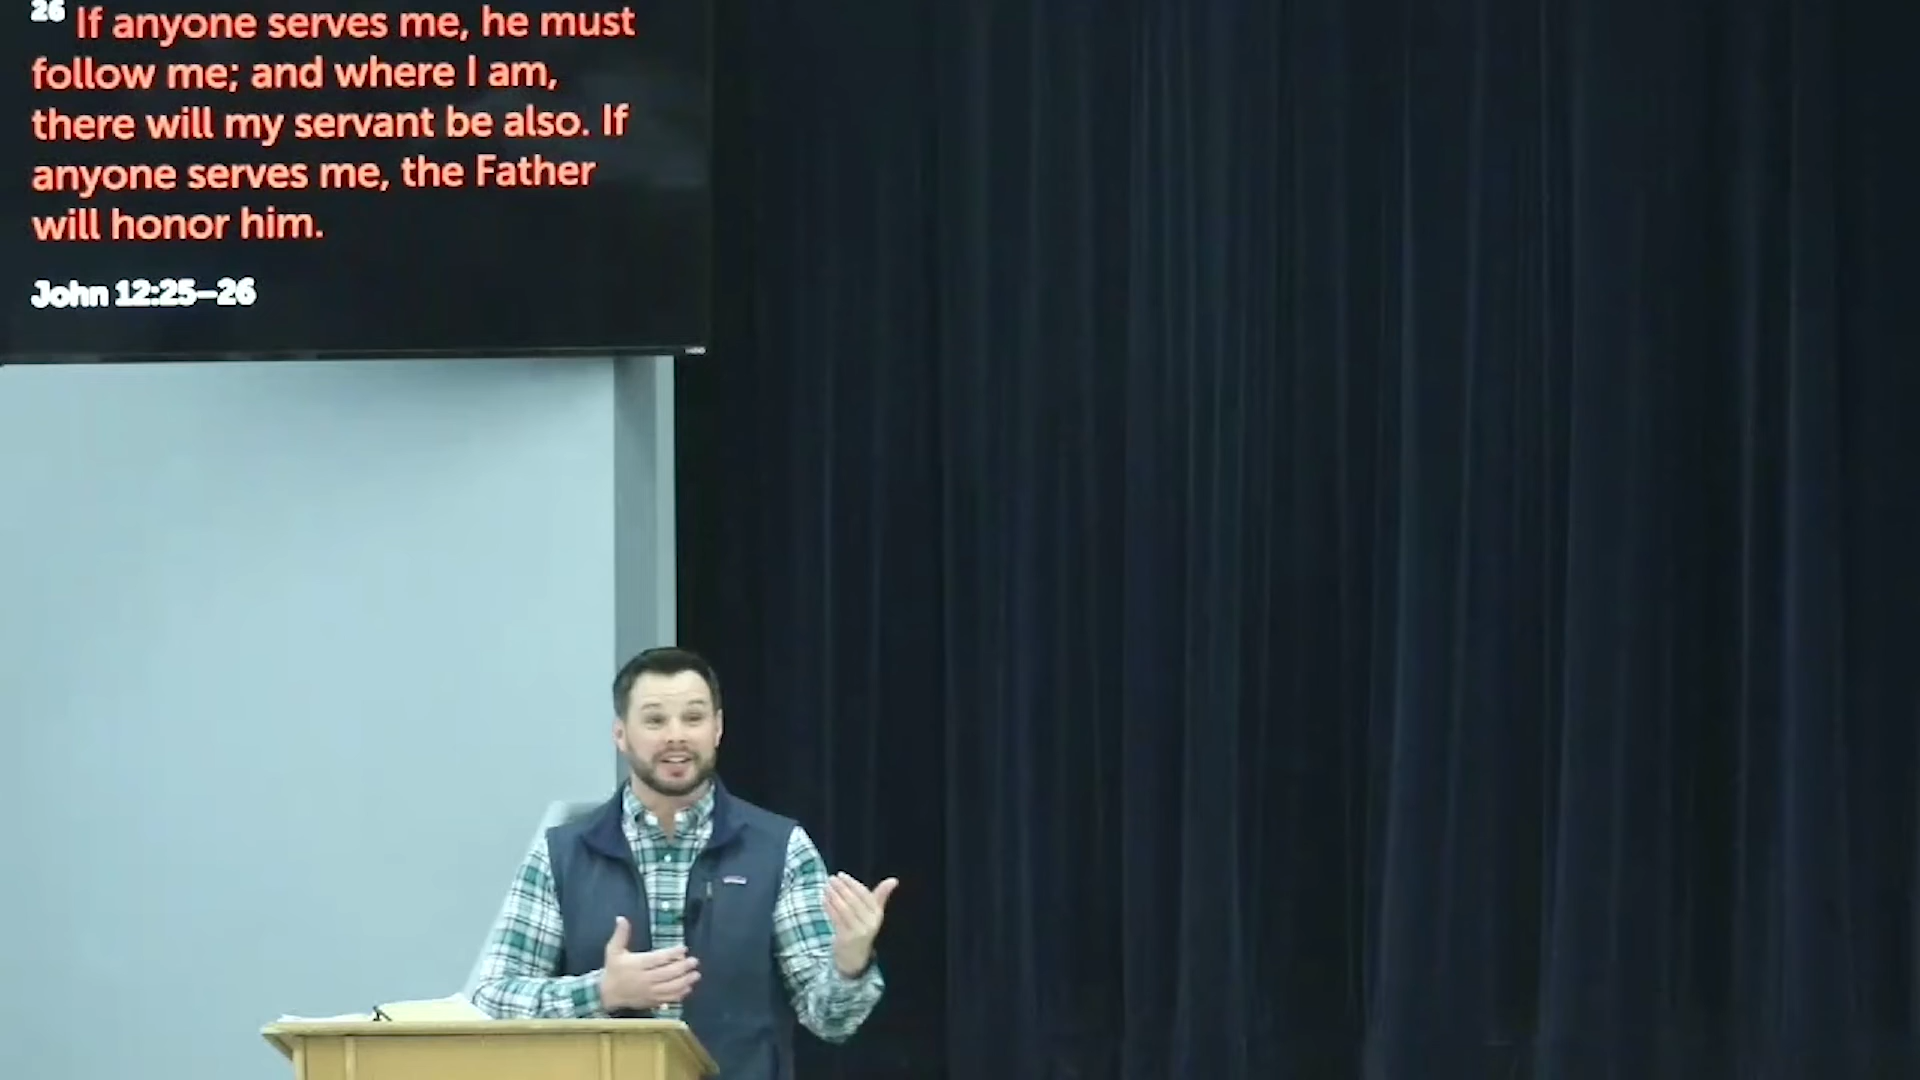 26 If anyone serves me, he must
follow me; and where I am,
there will my servant be also. If
anyone serves me, the Father
will honor him.
John 12:25–26